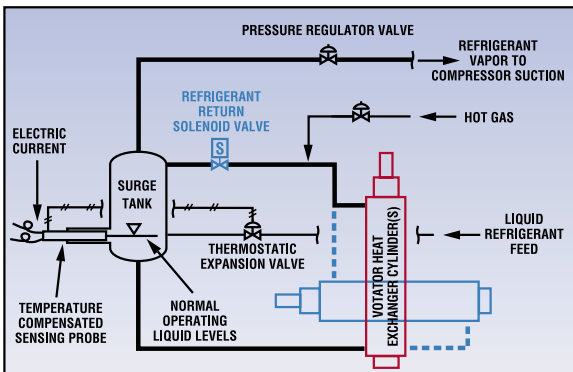 PRESSURE REGULATOR VALVE
REFRIGERANT
VAPOR TO
COMPRESSOR SUCTION
REFRIGERANT
RETURN
SOLENOID VALVE
S
HOT GAS
ELECTRIC
CURRENT
SURGE
TANK
THERMOSTATIC
EXPANSION VALVE
LIQUID
REFRIGERANT
FEED
VOTATOR HEAT
EXCHANGER CYLINDER(S)
TEMPERATURE
COMPENSATED
SENSING PROBE
NORMAL
OPERATING
LIQUID LEVELS